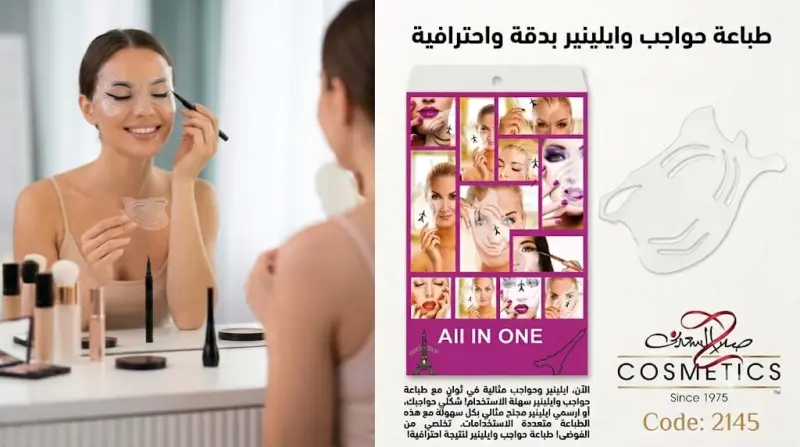 طباعة حواجب وايلينير بدقة واحترافية
All IN ONE
الآن، ايلينير وحواجب مثالية في ثوانٍ مع طباعة
حواجب وايلينير سهلة الاستخدام! شكلي حواجبك،
أو ارسمي ايلينير مجنح مثالي بكل سهولة مع هذه
الطباعة متعددة الاستخدامات. تخلصي من
الفوضى! طباعة حواجب وايلينير لنتيجة احترافية!
COSMETICS
Since 1975
TM
Code: 2145